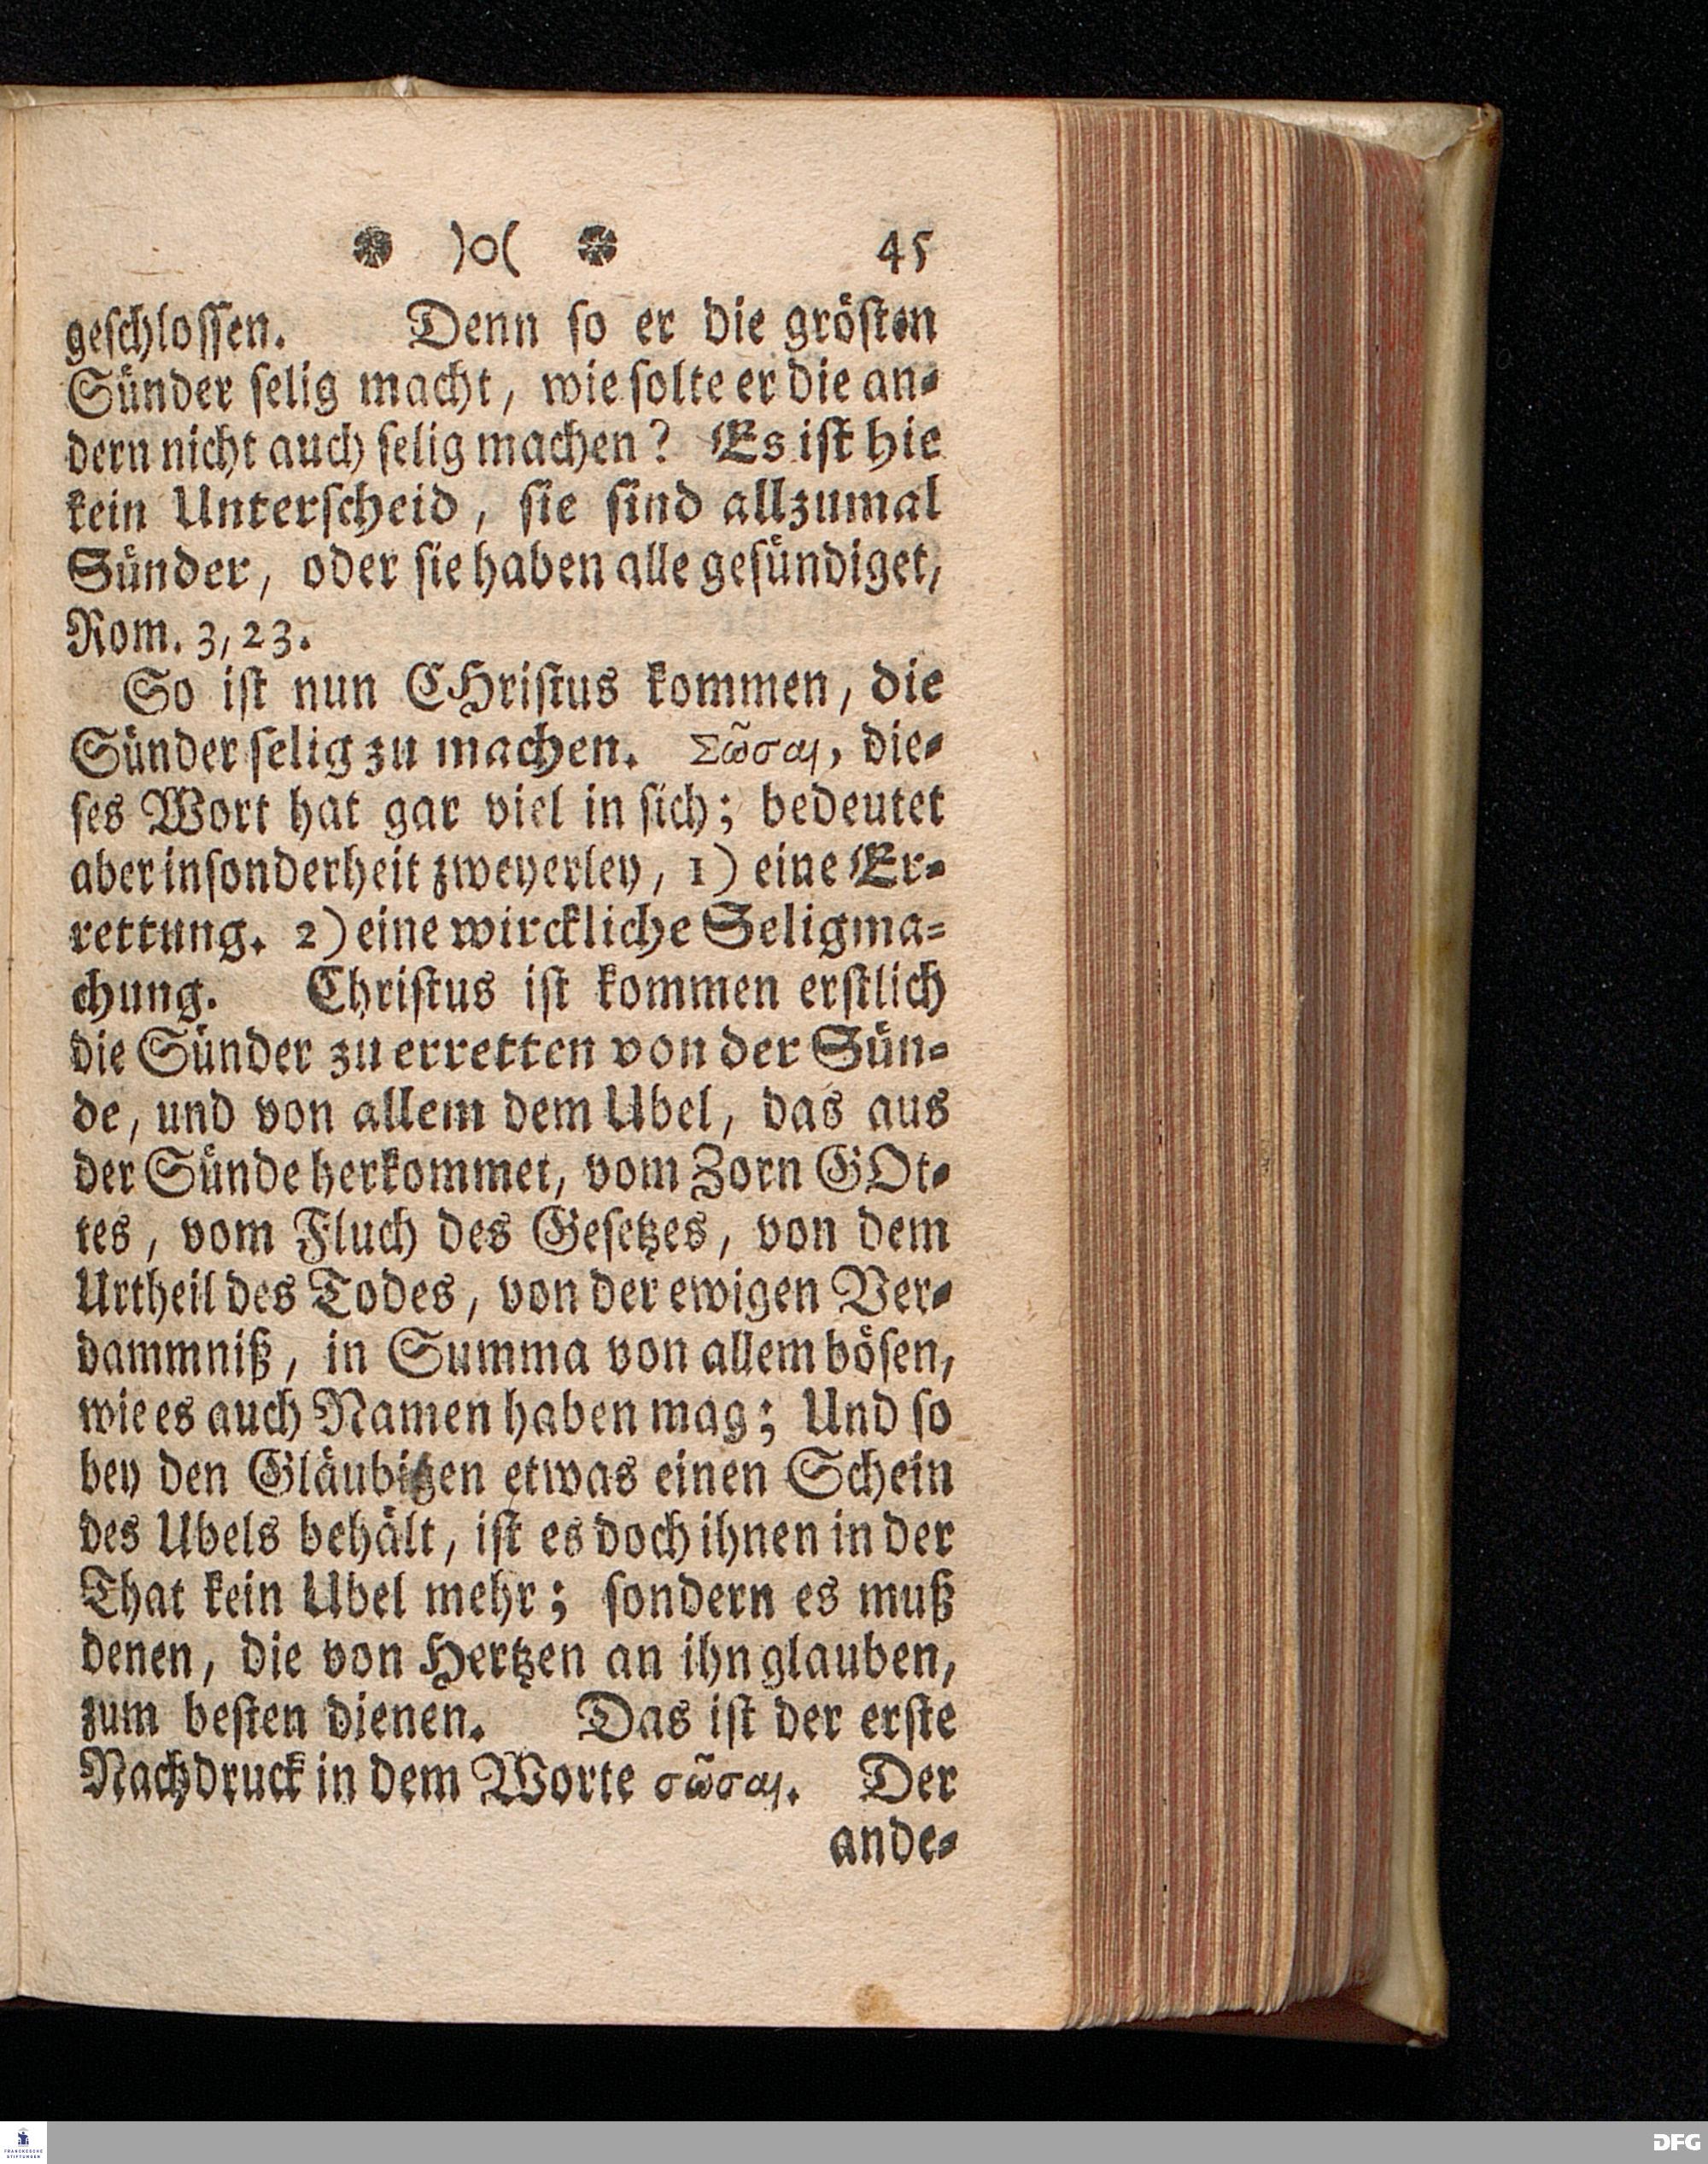 ❁ )o( ❁ 45
geſchloſſen. Denn ſo er die gröſten
Sünder ſelig macht, wie ſolte er die an-
dern nicht auch ſelig machen? Es iſt hie
kein Unterſcheid, ſie ſind allzumal
Sünder, oder ſie haben alle geſündiget,
Rom. 3, 23.
So iſt nun CHriſtus kommen, die
Sünder ſelig zu machen. Σῶσαι, die-
ſes Wort hat gar viel in ſich; bedeutet
aber inſonderheit zweyerley, 1) eine Er-
rettung. 2) eine wirckliche Seligma-
chung. Chriſtus iſt kommen erſtlich
die Sünder zu erretten von der Sün-
de, und von allem dem Ubel, das aus
der Sünde herkommet, vom Zorn GOt-
tes, vom Fluch des Geſetzes, von dem
Urtheil des Todes, von der ewigen Ver-
dammniß, in Summa von allem böſen,
wie es auch Namen haben mag; Und ſo
bey den Gläubigen etwas einen Schein
des Ubels behält, iſt es doch ihnen in der
That kein Ubel mehr; ſondern es muß
denen, die von Hertzen an ihn glauben,
zum beſten dienen. Das iſt der erſte
Nachdruck in dem Worte σῶσαι. Der
ande-
FRANCKESCHE
STIFTUNGEN
DFG